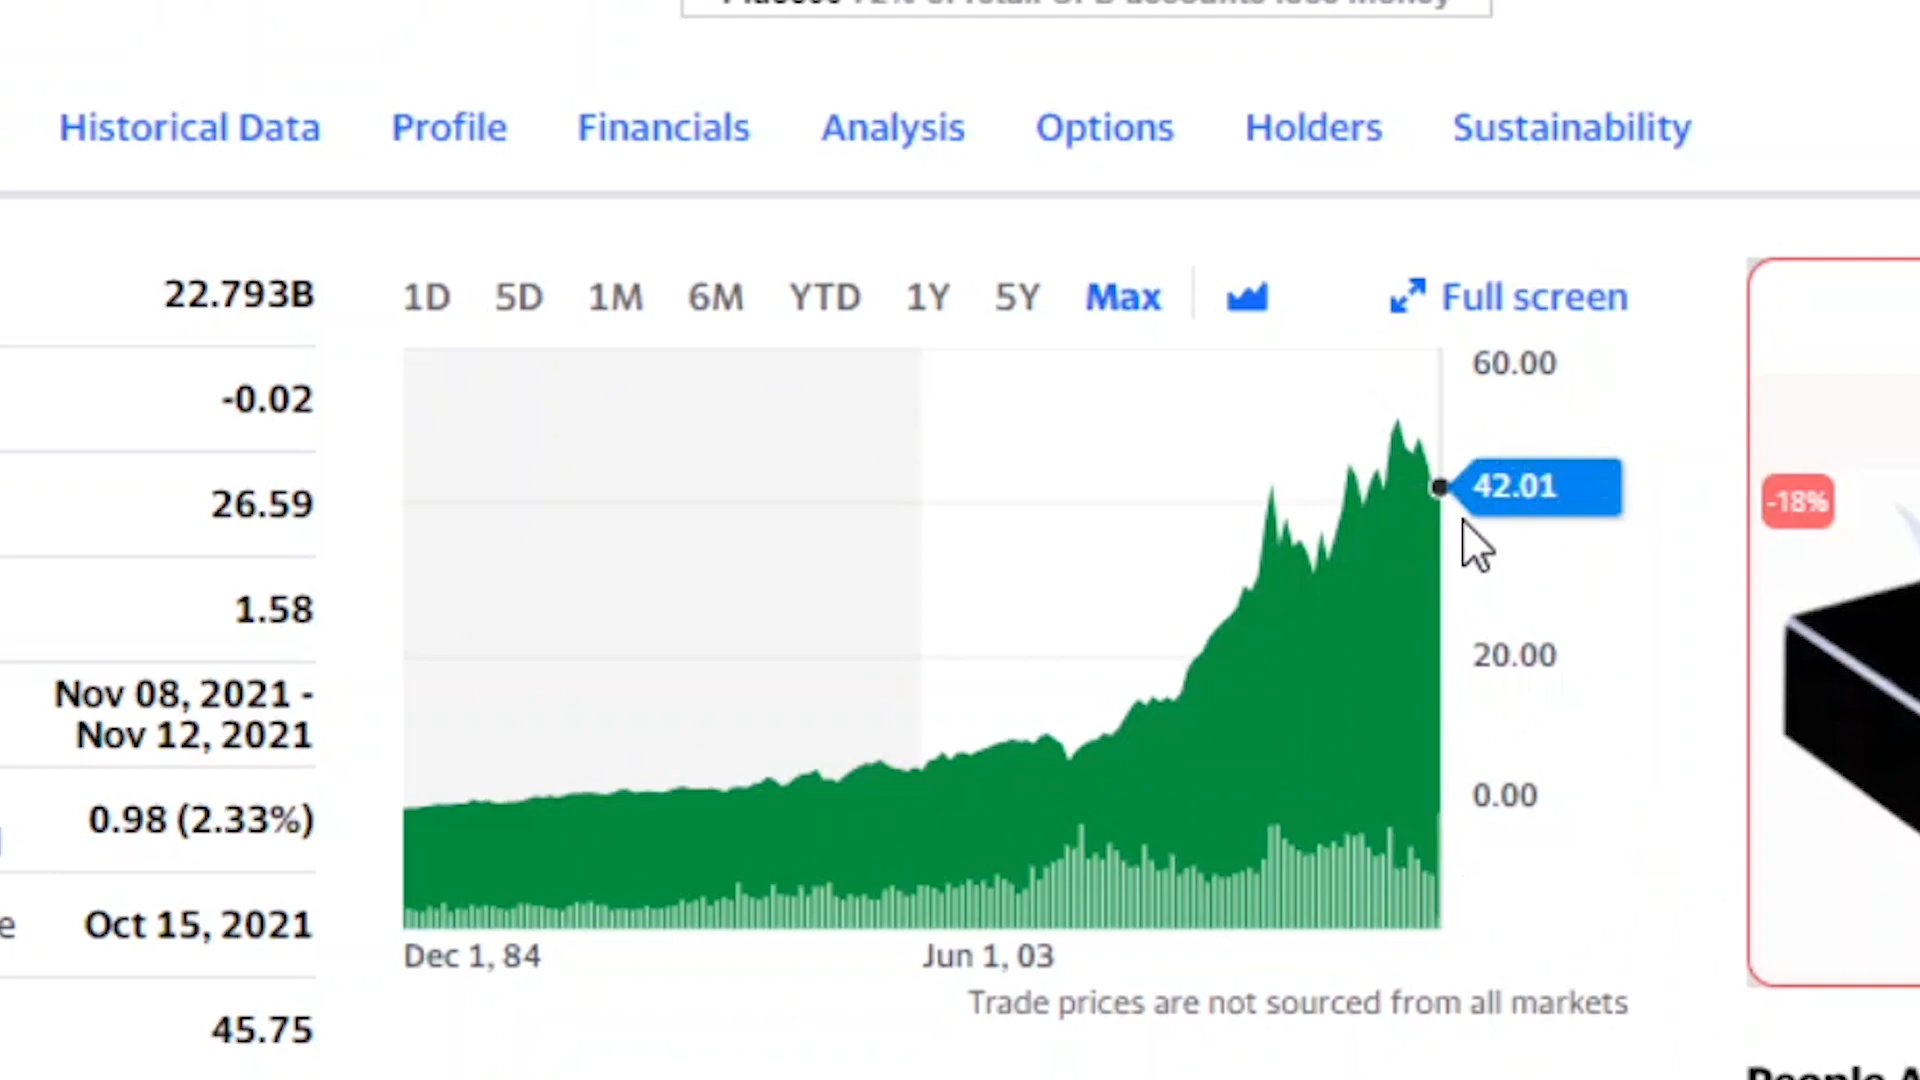 Historical Data Profile Financials Analysis Options Holders Sustainability
22.793B
-0.02
26.59
1.58
Nov 08, 2021 -
Nov 12, 2021
0.98 (2.33%)
e Oct 15, 2021
45.75
1D 5D 1M 6M YTD 1Y 5Y Max Full screen
60.00
42.01
20.00
0.00
Dec 1, 84 Jun 1, 03
Trade prices are not sourced from all markets
-18%